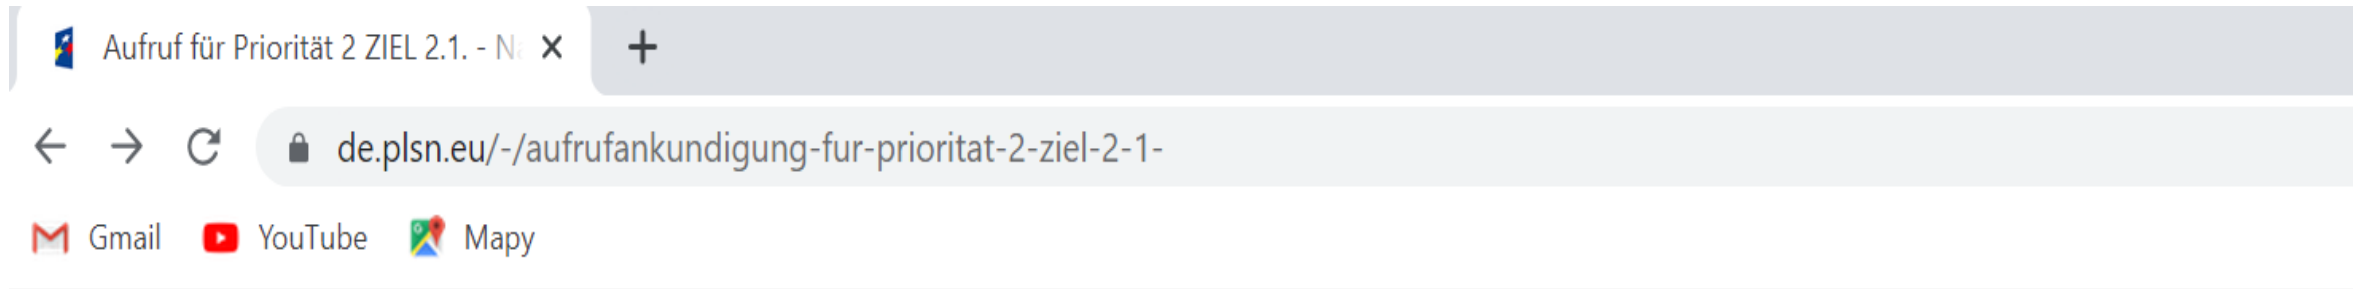 Aufruf für Priorität 2 ZIEL 2.1. - Na
de.plsn.eu/-/aufrufankundigung-fur-prioritat-2-ziel-2-1-
Gmail YouTube Mapy